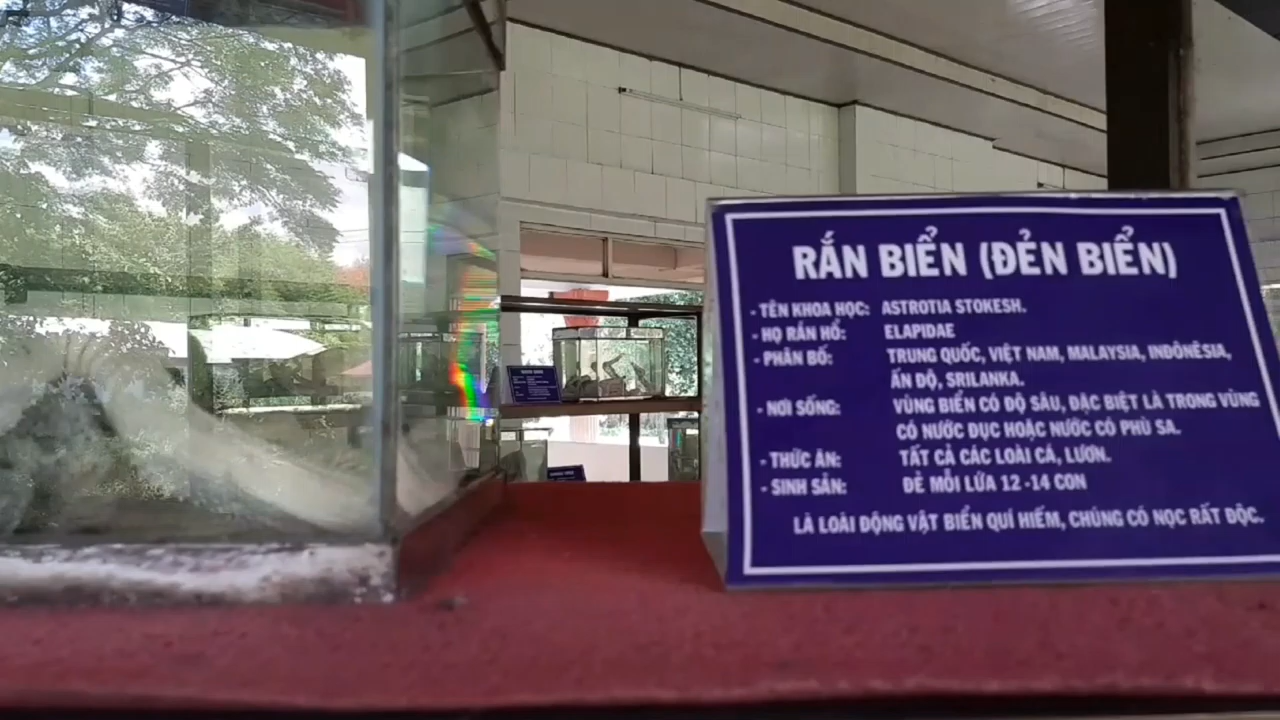 RẮN BIỂN (ĐẺN BIỂN)
- TÊN KHOA HỌC: ASTROTIA STOKESH.
- HỌ RẮN HỔ: ELAPIDAE
- PHÂN BỐ: TRUNG QUỐC, VIỆT NAM, MALAYSIA, INDÔNÊSIA,
ẤN ĐỘ, SRILANKA.
- NƠI SỐNG: VÙNG BIỂN CÓ ĐỘ SÂU, ĐẶC BIỆT LÀ TRONG VÙNG
CÓ NƯỚC ĐỤC HOẶC NƯỚC CÓ PHÙ SA.
- THỨC ĂN: TẤT CẢ CÁC LOÀI CÁ, LƯƠN.
- SINH SẢN: ĐẺ MỖI LỨA 12 -14 CON
LÀ LOÀI ĐỘNG VẬT BIỂN QUÍ HIẾM, CHÚNG CÓ NỌC RẤT ĐỘC.